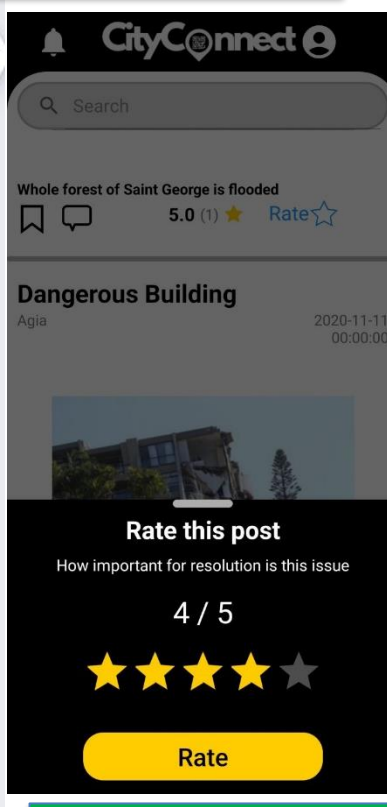 CityConnect
Search
Whole forest of Saint George is flooded
5.0 (1) Rate
Dangerous Building
Agia 2020-11-11
00:00:00
Rate this post
How important for resolution is this issue
4 / 5
Rate